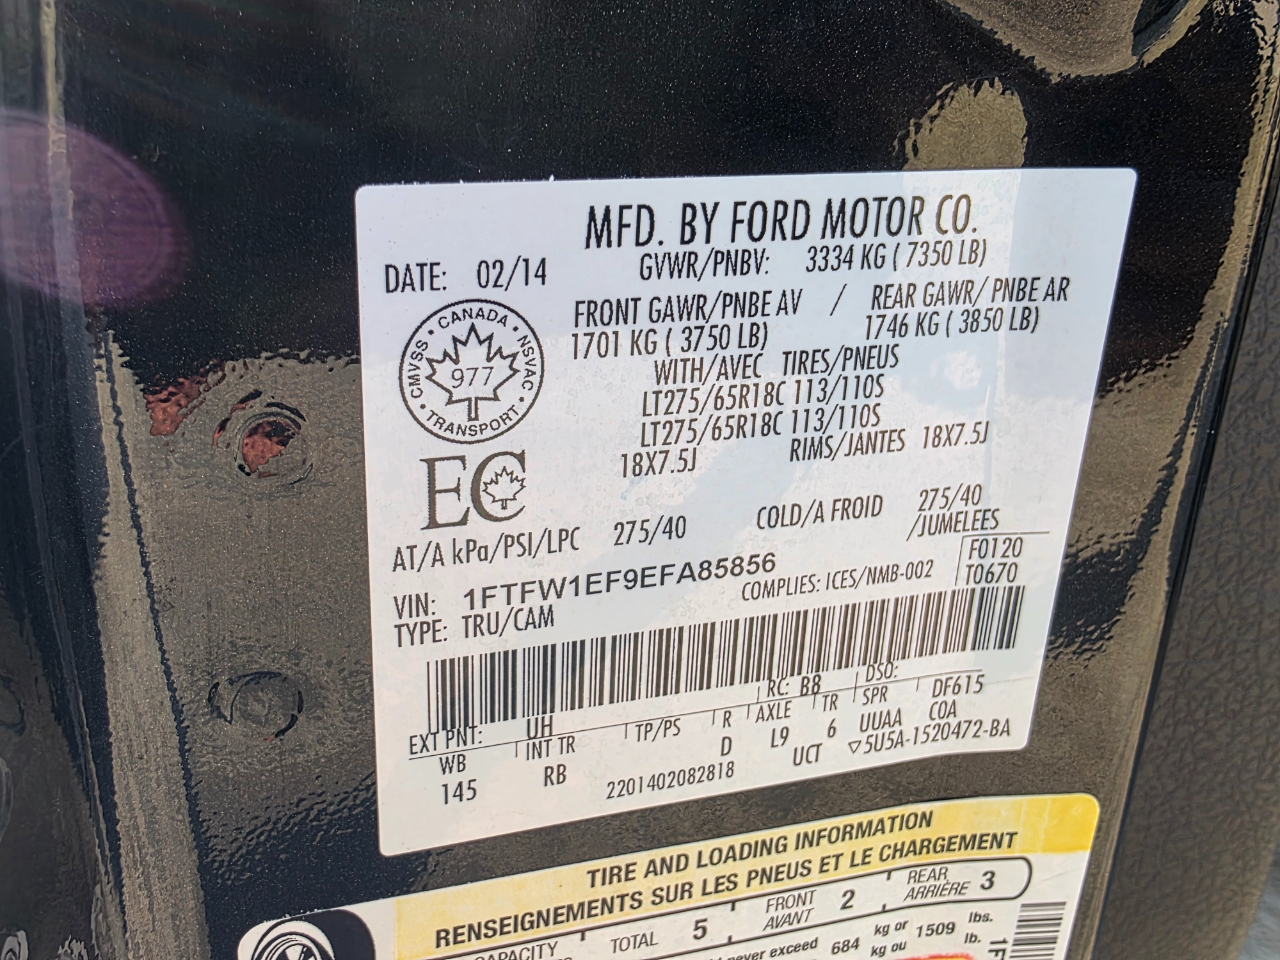 MFD. BY FORD MOTOR CO.
DATE: 02/14 GVWR/PNBV: 3334 KG ( 7350 LB)
FRONT GAWR/PNBE AV / REAR GAWR/ PNBE AR
1701 KG ( 3750 LB) 1746 KG ( 3850 LB)
WITH/AVEC TIRES/PNEUS
LT275/65R18C 113/110S
LT275/65R18C 113/110S
18X7.5J RIMS/JANTES 18X7.5J
CANADA
CMVSS 977 NSVAC
TRANSPORT
EC
AT/A kPa/PSI/LPC 275/40 COLD/A FROID 275/40
/JUMELEES
VIN: 1FTFW1EF9EFA85856 F0120
TYPE: TRU/CAM COMPLIES: ICES/NMB-002 T0670
EXT PNT: UH RC: B8 DSO:
WB INT TR TP/PS R AXLE TR SPR DF615
145 RB D L9 6 UUAA COA
2201402082818 UCT ▽5U5A-1520472-BA
TIRE AND LOADING INFORMATION
RENSEIGNEMENTS SUR LES PNEUS ET LE CHARGEMENT
CAPACITY TOTAL 5 FRONT AVANT 2 REAR ARRIÈRE 3
never exceed 684 kg or kg ou 1509 lbs. lb.
1F